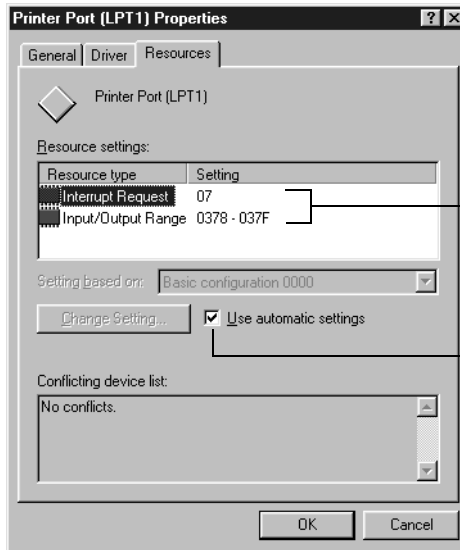 Printer Port (LPT1) Properties
General Driver Resources
Printer Port (LPT1)
Resource settings:
Resource type Setting
Interrupt Request 07
Input/Output Range 0378 - 037F
Setting based on: Basic configuration 0000
Change Setting... Use automatic settings
Conflicting device list:
No conflicts.
OK Cancel